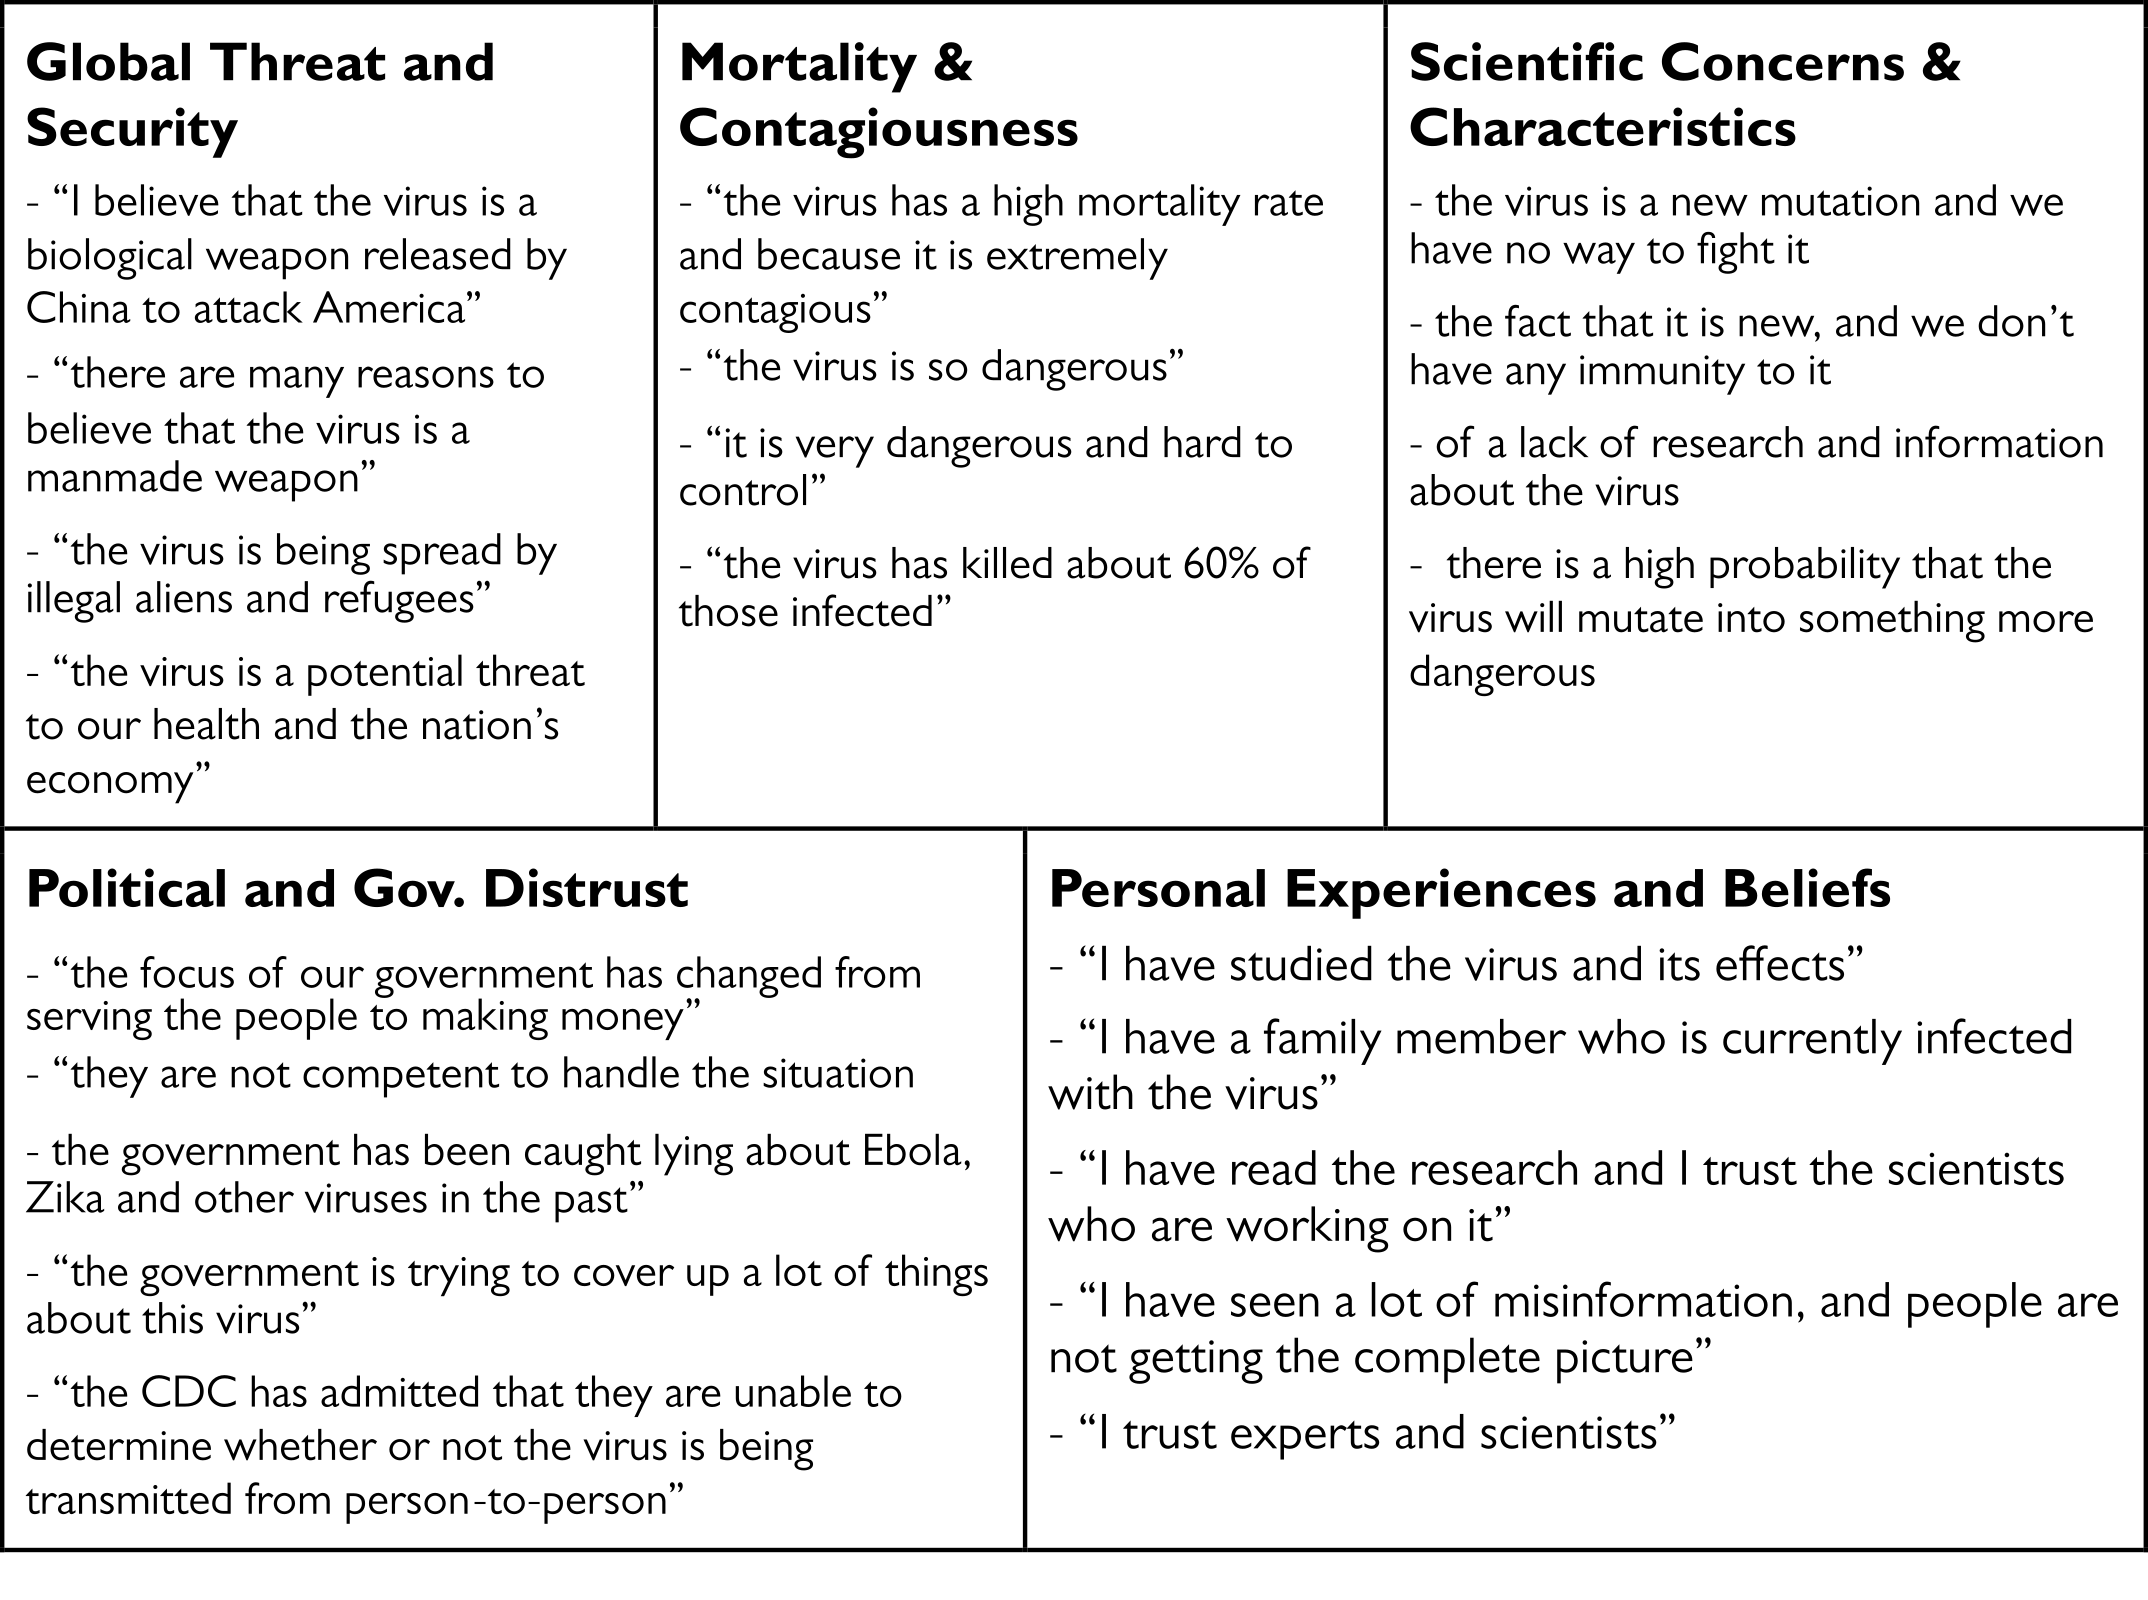 Global Threat and
Security
- “I believe that the virus is a
biological weapon released by
China to attack America”
- “there are many reasons to
believe that the virus is a
manmade weapon”
- “the virus is being spread by
illegal aliens and refugees”
- “the virus is a potential threat
to our health and the nation’s
economy”
Mortality &
Contagiousness
- “the virus has a high mortality rate
and because it is extremely
contagious”
- “the virus is so dangerous”
- “it is very dangerous and hard to
control”
- “the virus has killed about 60% of
those infected”
Scientific Concerns &
Characteristics
- the virus is a new mutation and we
have no way to fight it
- the fact that it is new, and we don’t
have any immunity to it
- of a lack of research and information
about the virus
-  there is a high probability that the
virus will mutate into something more
dangerous
Political and Gov. Distrust
- “the focus of our government has changed from
serving the people to making money”
- “they are not competent to handle the situation
- the government has been caught lying about Ebola,
Zika and other viruses in the past”
- “the government is trying to cover up a lot of things
about this virus”
- “the CDC has admitted that they are unable to
determine whether or not the virus is being
transmitted from person-to-person”
Personal Experiences and Beliefs
- “I have studied the virus and its effects”
- “I have a family member who is currently infected
with the virus”
- “I have read the research and I trust the scientists
who are working on it”
- “I have seen a lot of misinformation, and people are
not getting the complete picture”
- “I trust experts and scientists”